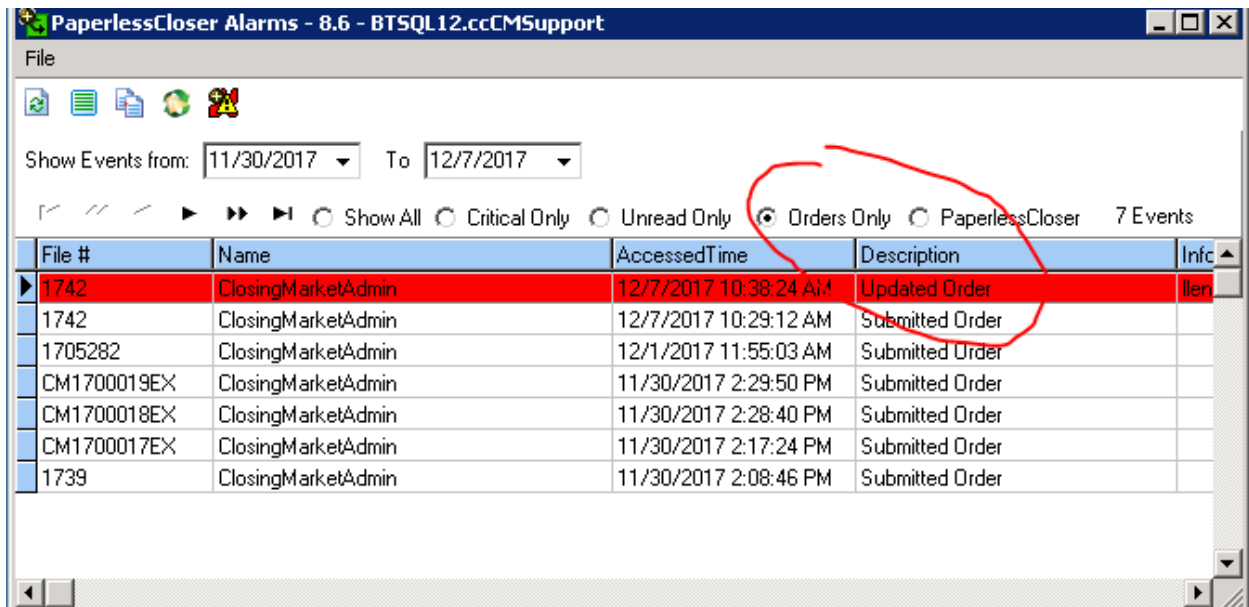 PaperlessCloser Alarms - 8.6 - BTSQL12.ccCMSupport
File
Show Events from: 11/30/2017 To 12/7/2017
Show All Critical Only Unread Only Orders Only PaperlessCloser 7 Events
File # Name AccessedTime Description Info
1742 ClosingMarketAdmin 12/7/2017 10:38:24 AM Updated Order llen
1742 ClosingMarketAdmin 12/7/2017 10:29:12 AM Submitted Order
1705282 ClosingMarketAdmin 12/1/2017 11:55:03 AM Submitted Order
CM1700019EX ClosingMarketAdmin 11/30/2017 2:29:50 PM Submitted Order
CM1700018EX ClosingMarketAdmin 11/30/2017 2:28:40 PM Submitted Order
CM1700017EX ClosingMarketAdmin 11/30/2017 2:17:24 PM Submitted Order
1739 ClosingMarketAdmin 11/30/2017 2:08:46 PM Submitted Order